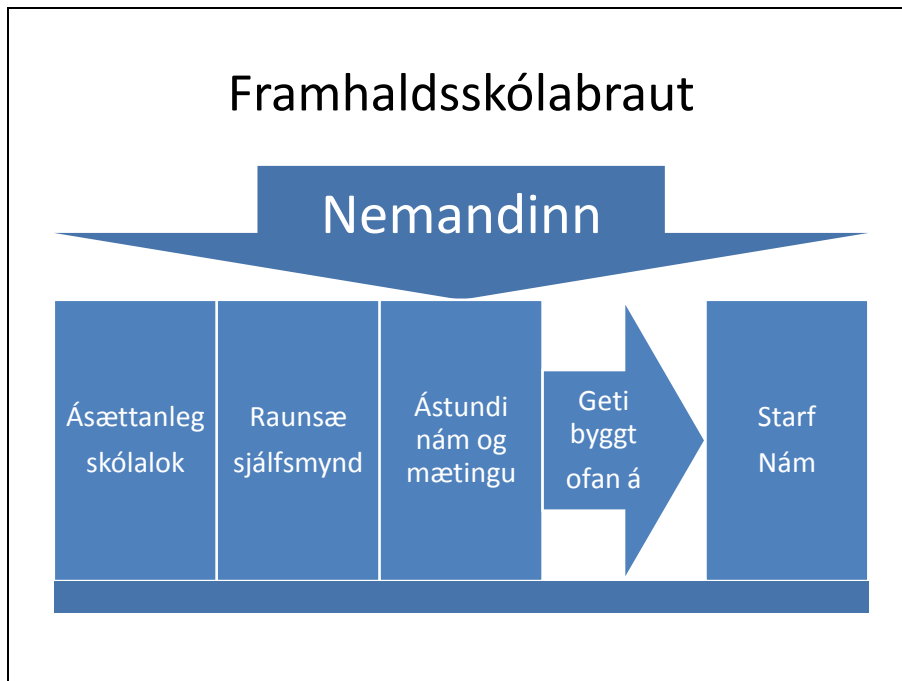 Framhaldsskólabraut
Nemandinn
Ásættanleg
skólalok
Raunsæ
sjálfsmynd
Ástundi
nám og
mætingu
Geti
byggt
ofan á
Starf
Nám